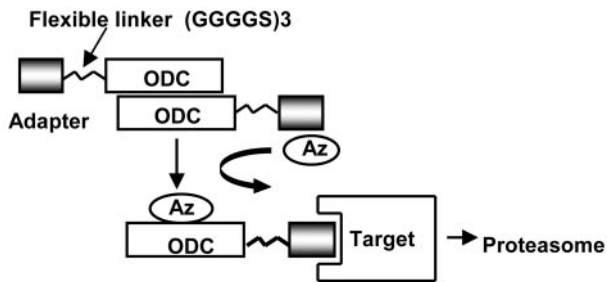 Flexible linker (GGGGS)3
ODC
Adapter
ODC
Az
Az
ODC
Target
Proteasome